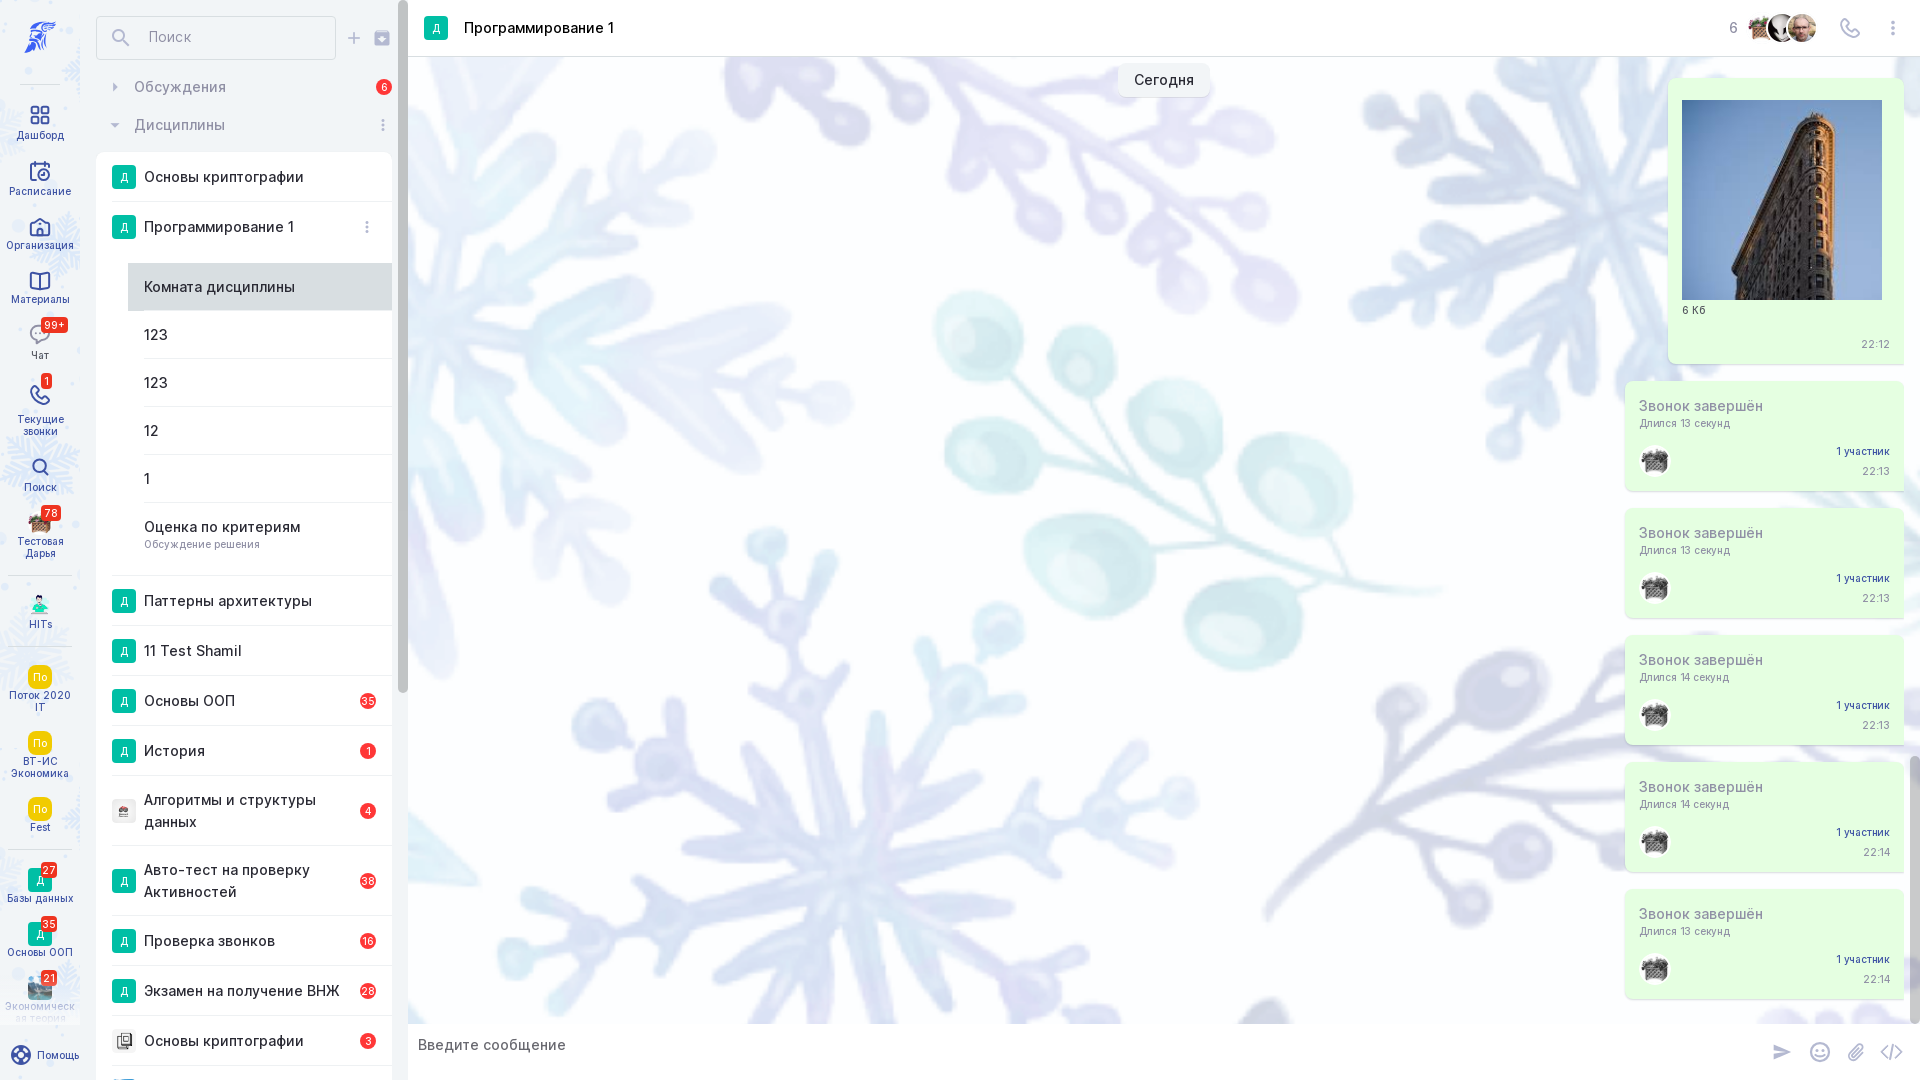 Дашборд
Расписание
Организация
Материалы
99+
Чат
1
Текущие
звонки
Поиск
78
Тестовая
Дарья
HITs
По
Поток 2020
IT
По
ВТ-ИС
Экономика
По
Fest
27
Д
Базы данных
35
Д
Основы ООП
21
Экономическ
ая теория
Помощь
Поиск
Обсуждения
6
Дисциплины
Д
Основы криптографии
Д
Программирование 1
Комната дисциплины
123
123
12
1
Оценка по критериям
Обсуждение решения
Д
Паттерны архитектуры
Д
11 Test Shamil
Д
Основы ООП
35
Д
История
1
Алгоритмы и структуры
данных
4
Д
Авто-тест на проверку
Активностей
38
Д
Проверка звонков
16
Д
Экзамен на получение ВНЖ
28
Основы криптографии
3
Д
Программирование 1
6
Сегодня
6 Кб
22:12
Звонок завершён
Длился 13 секунд
1 участник
22:13
Звонок завершён
Длился 13 секунд
1 участник
22:13
Звонок завершён
Длился 14 секунд
1 участник
22:13
Звонок завершён
Длился 14 секунд
1 участник
22:14
Звонок завершён
Длился 13 секунд
1 участник
22:14
Введите сообщение